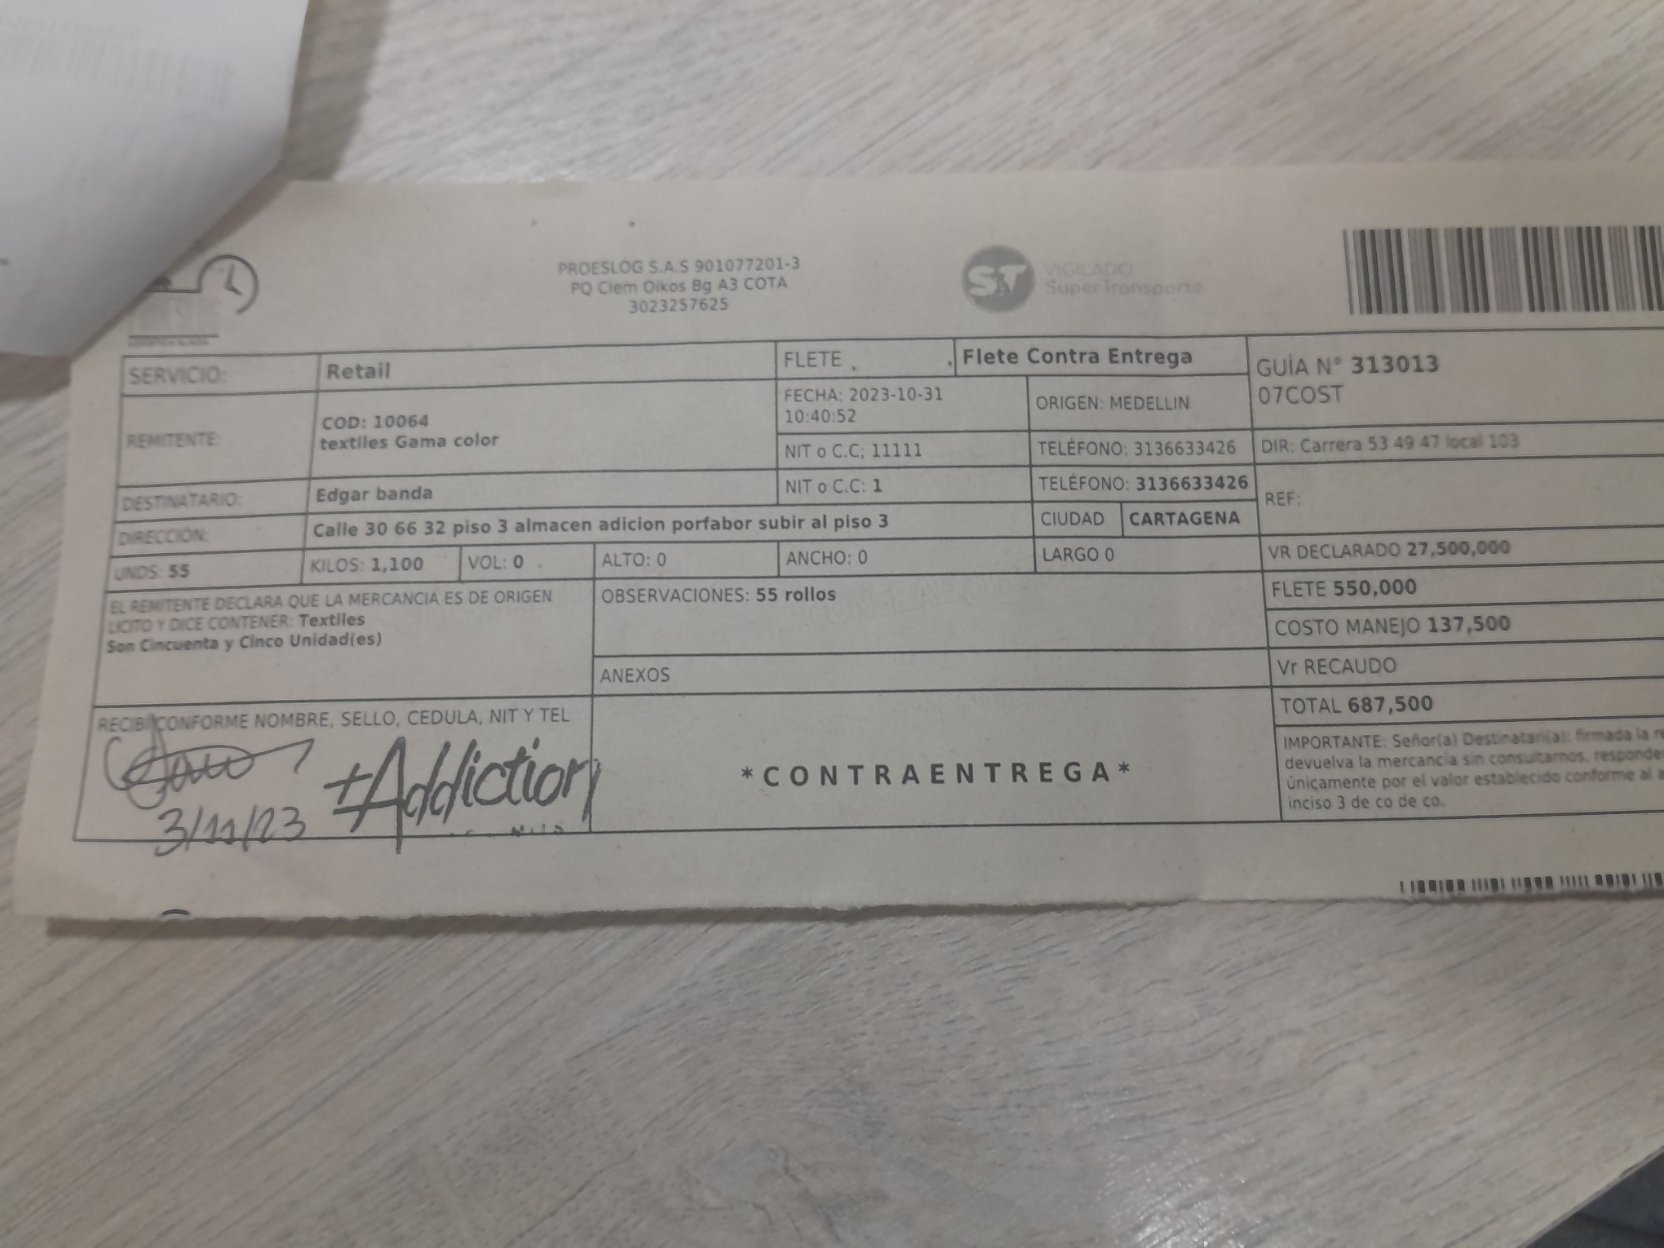 PROESLOG S.A.S 901077201-3
PQ Clem Oikos Bg A3 COTA
3023257625
ST
VIGILADO
SuperTransporte
SERVICIO: Retail
FLETE Flete Contra Entrega
GUÍA N° 313013
07COST
REMITENTE: COD: 10064
textiles Gama color
FECHA: 2023-10-31
10:40:52
ORIGEN: MEDELLIN
NIT o C.C: 11111
TELÉFONO: 3136633426
DIR: Carrera 53 49 47 local 103
DESTINATARIO: Edgar banda
NIT o C.C: 1
TELÉFONO: 3136633426
REF:
DIRECCIÓN: Calle 30 66 32 piso 3 almacen adicion porfabor subir al piso 3
CIUDAD CARTAGENA
UNDS: 55 KILOS: 1,100 VOL: 0 ALTO: 0 ANCHO: 0 LARGO 0
VR DECLARADO 27,500,000
EL REMITENTE DECLARA QUE LA MERCANCIA ES DE ORIGEN
LICITO Y DICE CONTENER: Textiles
Son Cincuenta y Cinco Unidad(es)
OBSERVACIONES: 55 rollos
FLETE 550,000
COSTO MANEJO 137,500
ANEXOS
Vr RECAUDO
TOTAL 687,500
RECIBI CONFORME NOMBRE, SELLO, CEDULA, NIT Y TEL
+Addiction
3/11/23
*CONTRAENTREGA*
IMPORTANTE: Señor(a) Destinatari(a): firmada la
devuelva la mercancia sin consultarnos,
únicamente por el valor establecido conforme al
inciso 3 de co de co.